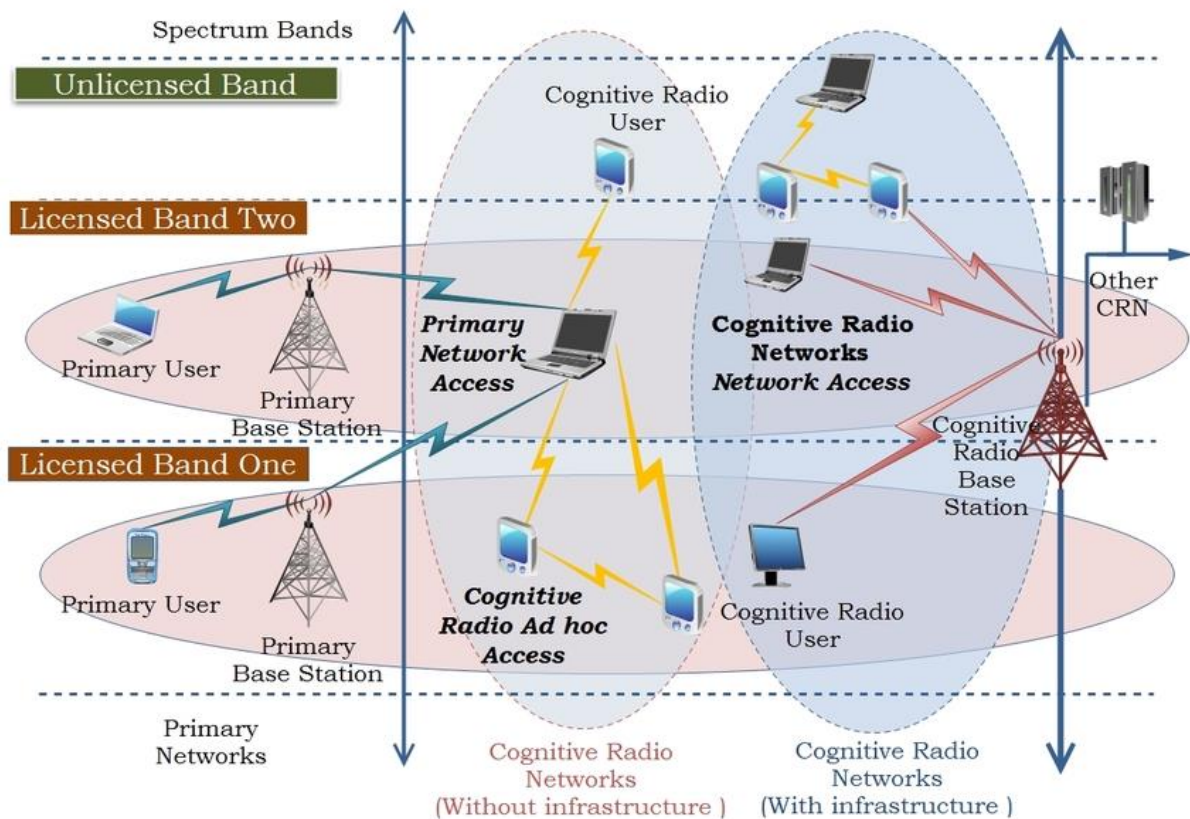 Spectrum Bands
Unlicensed Band
Cognitive Radio
User
Licensed Band Two
Other
CRN
Primary User
Primary
Base Station
Primary
Network
Access
Cognitive Radio
Networks
Network Access
Licensed Band One
Cognitive
Radio
Base
Station
Primary User
Primary
Base Station
Cognitive
Radio Ad hoc
Access
Cognitive Radio
User
Primary
Networks
Cognitive Radio
Networks
(Without infrastructure )
Cognitive Radio
Networks
(With infrastructure )